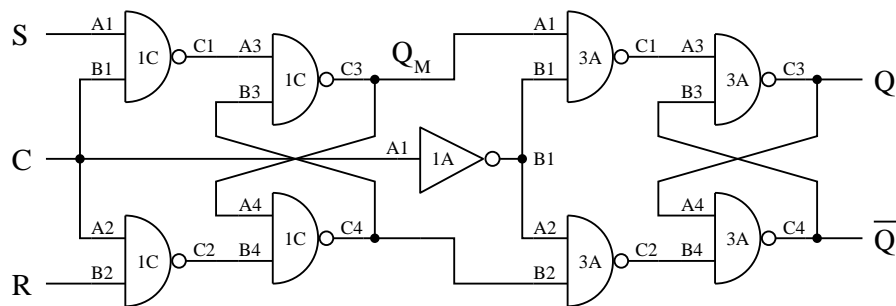 S A1 1C C1 A3 1C C3 Q_M A1 3A C1 A3 3A C3 Q
B1 B3 B1 B3
C A1 1A B1
A2 1C C2 A4 1C C4 A2 3A C2 A4 3A C4 Q̅
R B2 B4 B2 B4